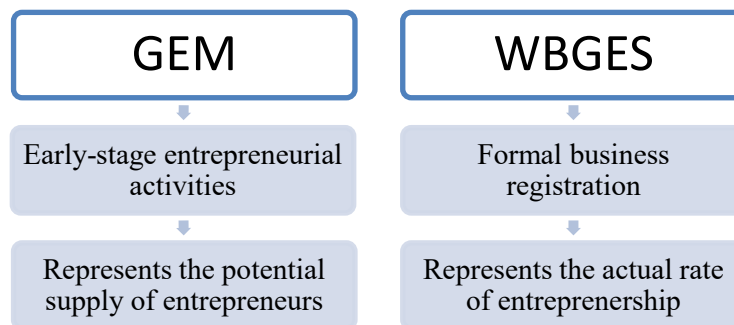 GEM
Early-stage entrepreneurial
activities
Represents the potential
supply of entrepreneurs
WBGES
Formal business
registration
Represents the actual rate
of entreprenership